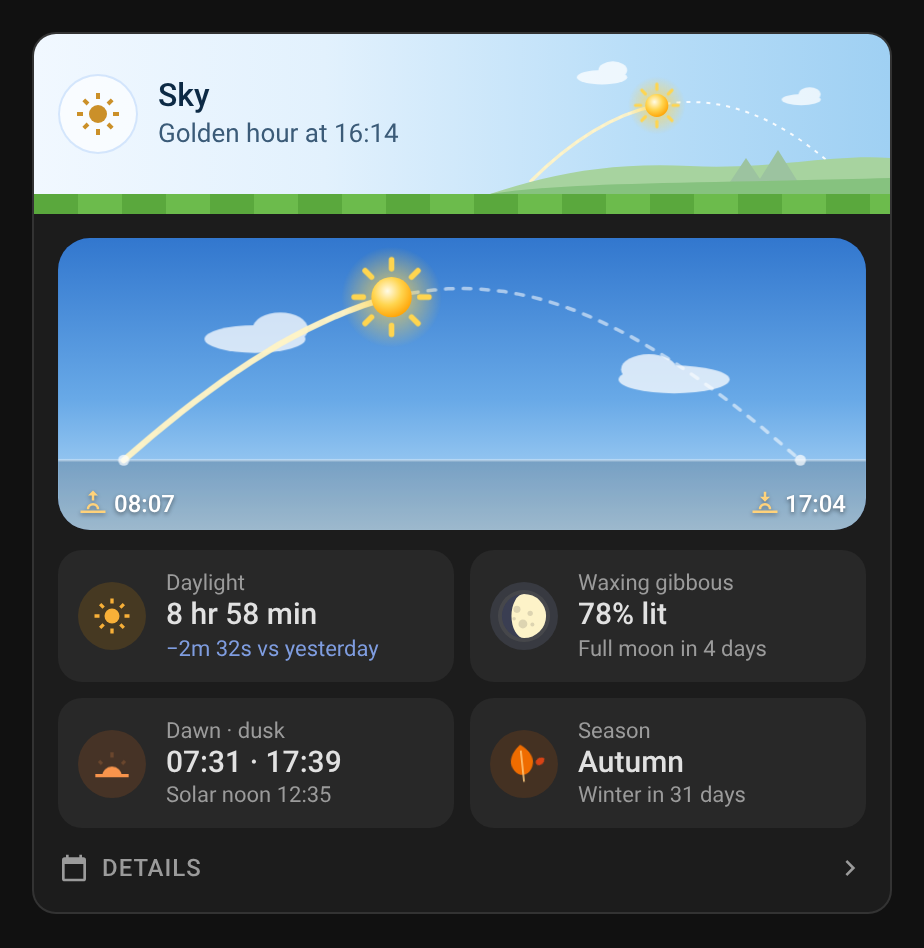 Sky
Golden hour at 16:14
08:07
17:04
Daylight
8 hr 58 min
−2m 32s vs yesterday
Waxing gibbous
78% lit
Full moon in 4 days
Dawn · dusk
07:31 · 17:39
Solar noon 12:35
Season
Autumn
Winter in 31 days
DETAILS